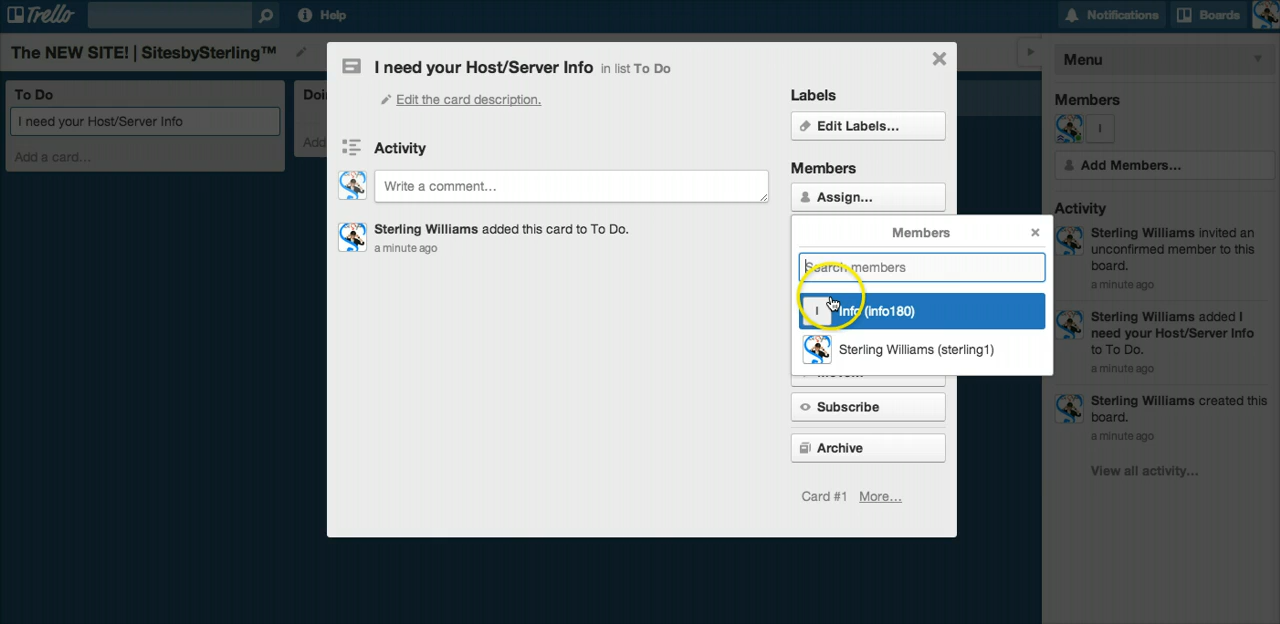 Trello
Help
Notifications
Boards
The NEW SITE! | SitesbySterling™
To Do
I need your Host/Server Info
Add a card...
Doi
Add
I need your Host/Server Info in list To Do
Edit the card description.
Activity
Write a comment...
Sterling Williams added this card to To Do.
a minute ago
Labels
Edit Labels...
Members
Assign...
Members
Search members
I Info (info180)
Sterling Williams (sterling1)
Subscribe
Archive
Card #1 More...
Menu
Members
I
Add Members...
Activity
Sterling Williams invited an
unconfirmed member to this
board.
a minute ago
Sterling Williams added I
need your Host/Server Info
to To Do.
a minute ago
Sterling Williams created this
board.
a minute ago
View all activity...